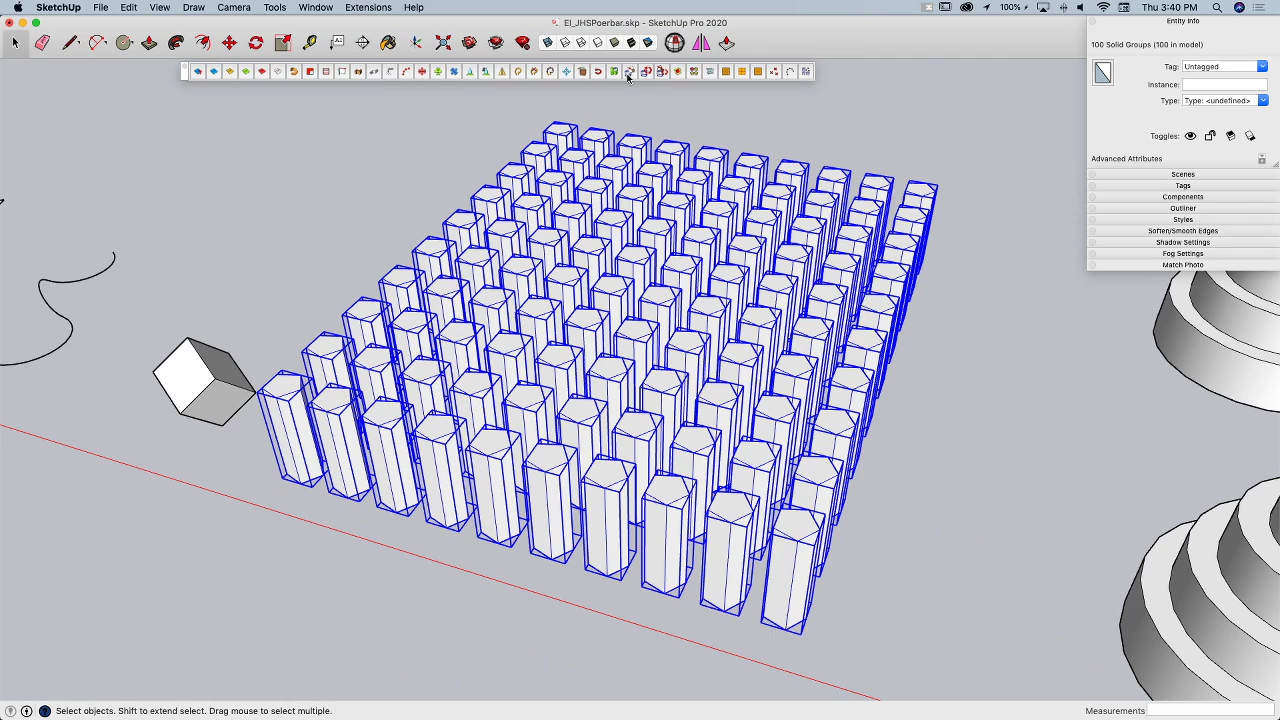 SketchUp File Edit View Draw Camera Tools Window Extensions Help
100% Thu 3:40 PM
EI_JHSPoerbar.skp - SketchUp Pro 2020
Entity Info
100 Solid Groups (100 in model)
Tag: Untagged
Instance:
Type: Type: <undefined>
Toggles:
Advanced Attributes
Scenes
Tags
Components
Outliner
Styles
Soften/Smooth Edges
Shadow Settings
Fog Settings
Match Photo
Select objects. Shift to extend select. Drag mouse to select multiple.
Measurements